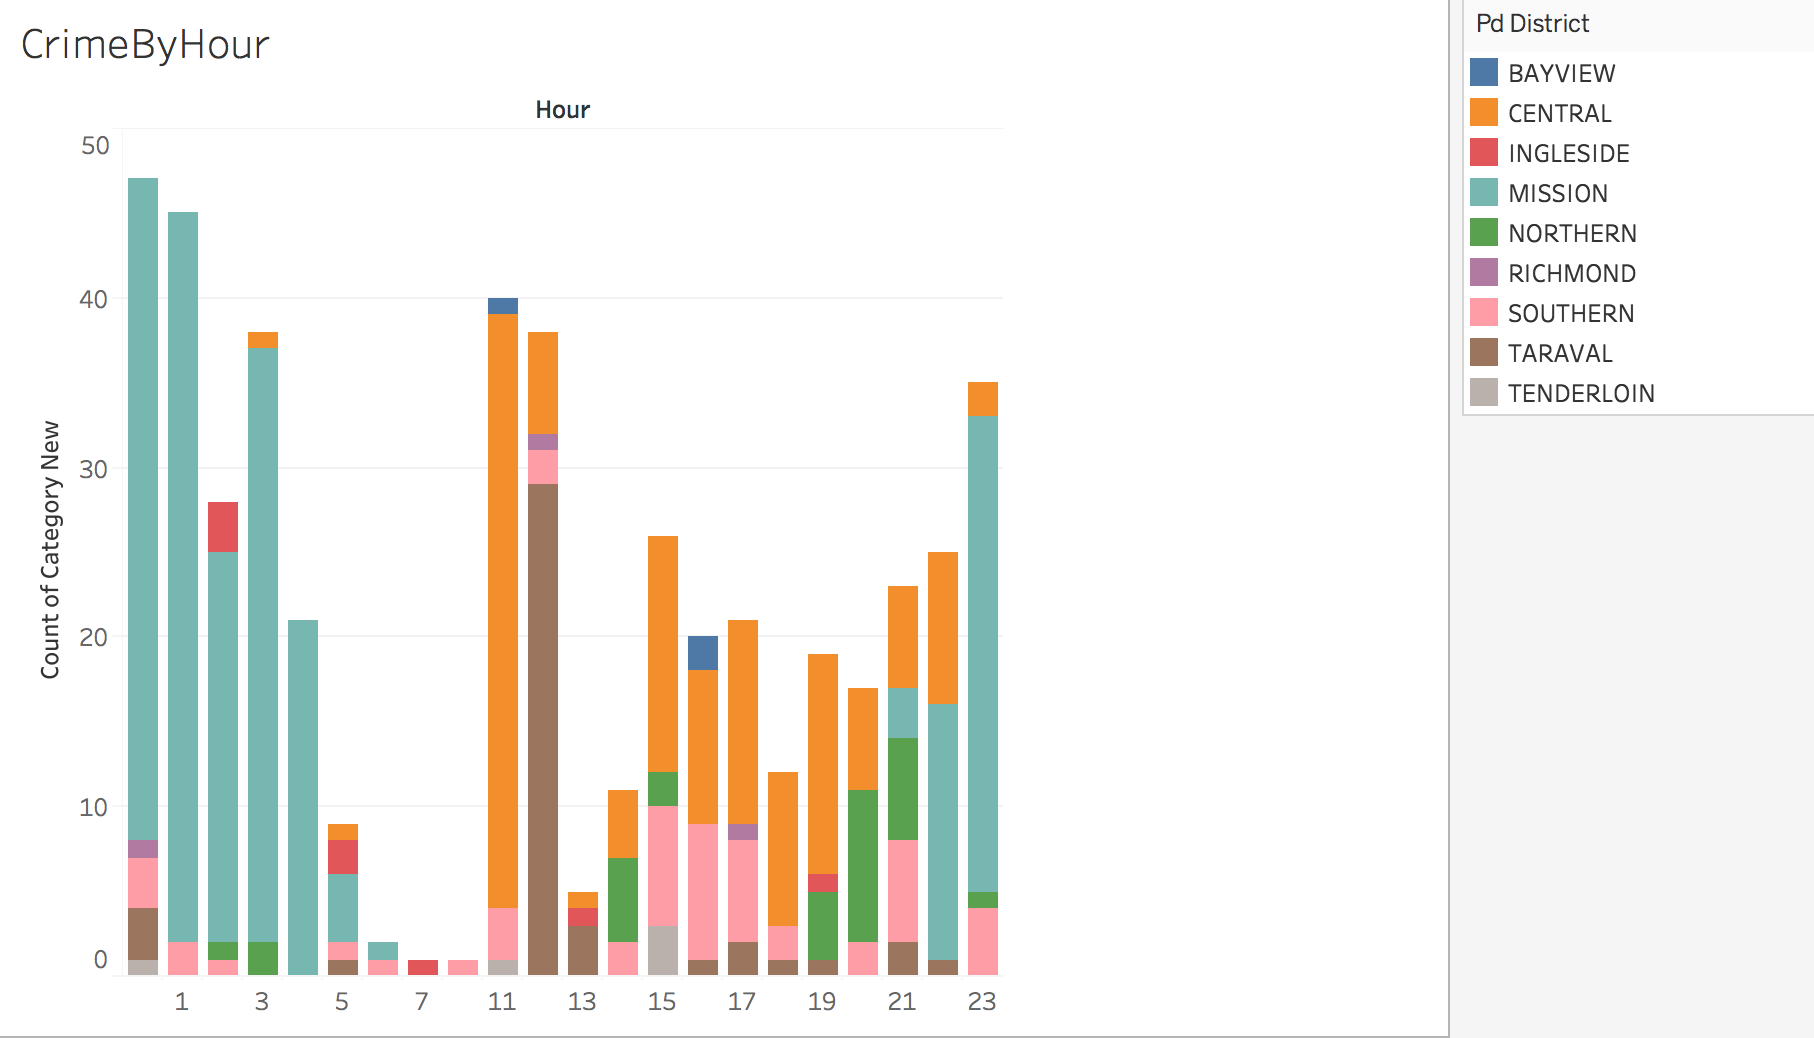 CrimeByHour
Hour
50
40
30
20
10
0
Count of Category New
1 3 5 7 11 13 15 17 19 21 23
Pd District
BAYVIEW
CENTRAL
INGLESIDE
MISSION
NORTHERN
RICHMOND
SOUTHERN
TARAVAL
TENDERLOIN